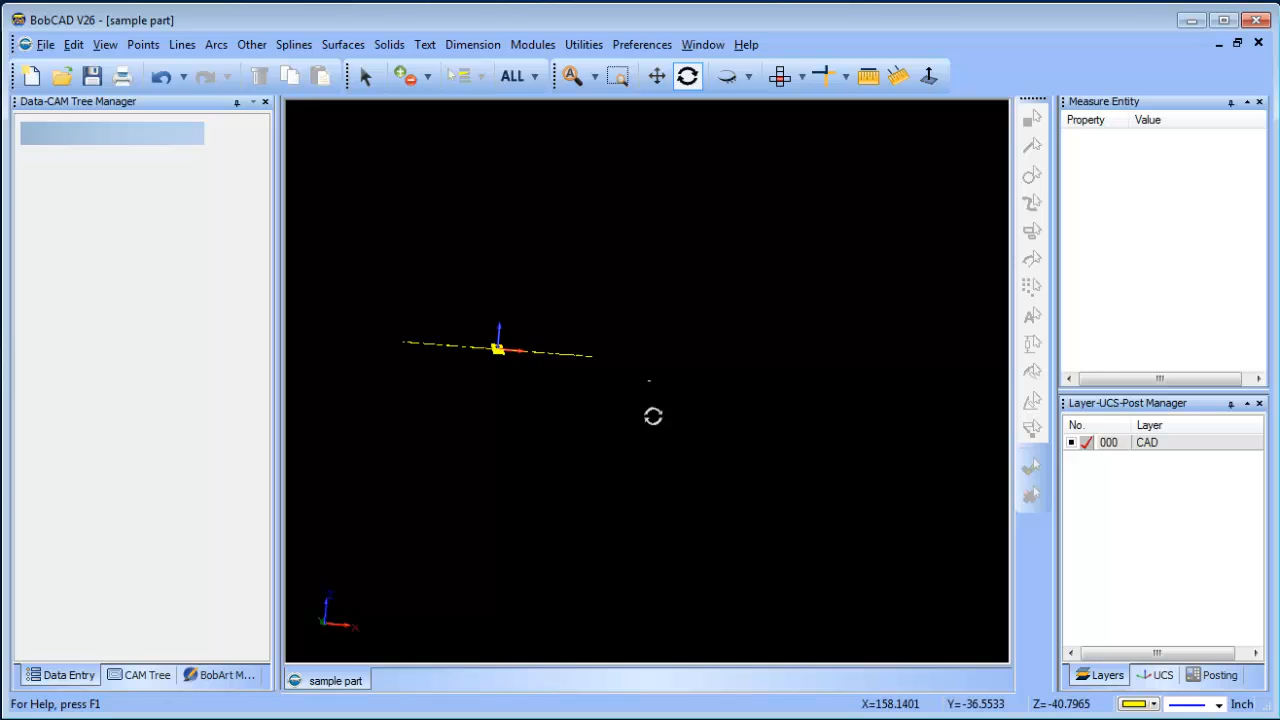 BobCAD V26 - [sample part]
File Edit View Points Lines Arcs Other Splines Surfaces Solids Text Dimension Modules Utilities Preferences Window Help
ALL
Data-CAM Tree Manager
Measure Entity
Property Value
Layer-UCS-Post Manager
No. Layer
000 CAD
X
Data Entry CAM Tree BobArt M...
sample part
Layers UCS Posting
For Help, press F1
X=158.1401 Y=-36.5533 Z=-40.7965 Inch